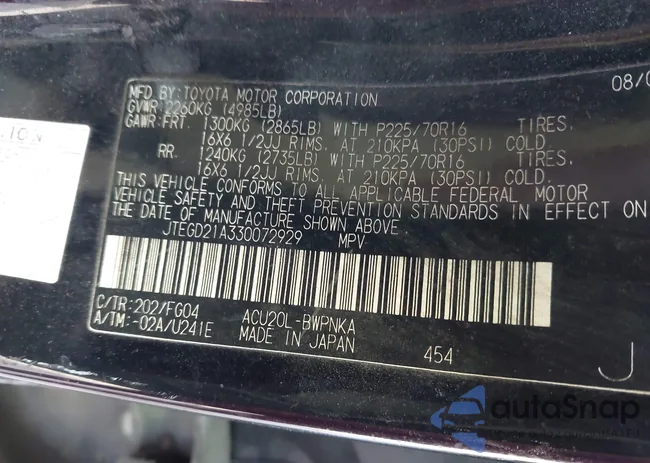 MFD.BY:TOYOTA MOTOR CORPORATION 08/0
GVWR:2260KG (4985LB)
GAWR:FRT. 1300KG (2865LB) WITH P225/70R16 TIRES,
16X6 1/2JJ RIMS, AT 210KPA (30PSI) COLD.
RR. 1240KG (2735LB) WITH P225/70R16 TIRES,
16X6 1/2JJ RIMS, AT 210KPA (30PSI) COLD.
THIS VEHICLE CONFORMS TO ALL APPLICABLE FEDERAL MOTOR
VEHICLE SAFETY AND THEFT PREVENTION STANDARDS IN EFFECT ON
THE DATE OF MANUFACTURE SHOWN ABOVE.
JTEGD21A330072929 MPV
C/TR:202/FG04 ACU20L-BWPNKA
A/TM:-02A/U241E MADE IN JAPAN 454 J
autoSnap